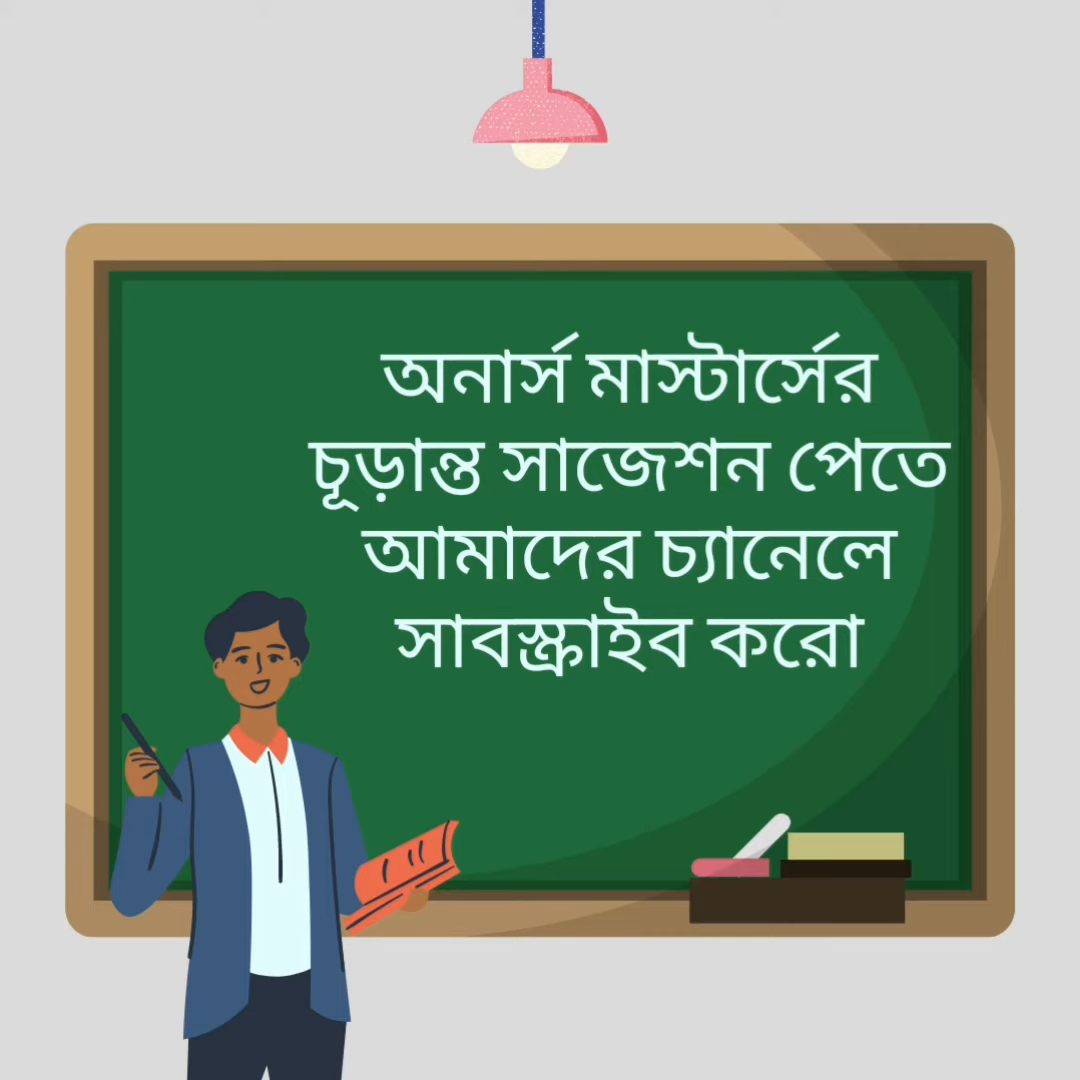 অনার্স মাস্টার্সের
চূড়ান্ত সাজেশন পেতে
আমাদের চ্যানেলে
সাবস্ক্রাইব করো